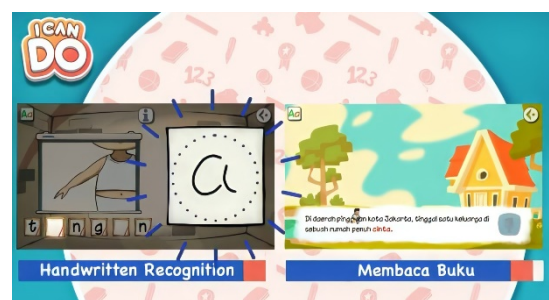 I CAN
DO
123
123
Aa
i
a
t n g n
Handwritten Recognition
Aa
Di daerah pinggiran kota Jakarta, tinggal satu keluarga di
sebuah rumah penuh cinta.
Membaca Buku